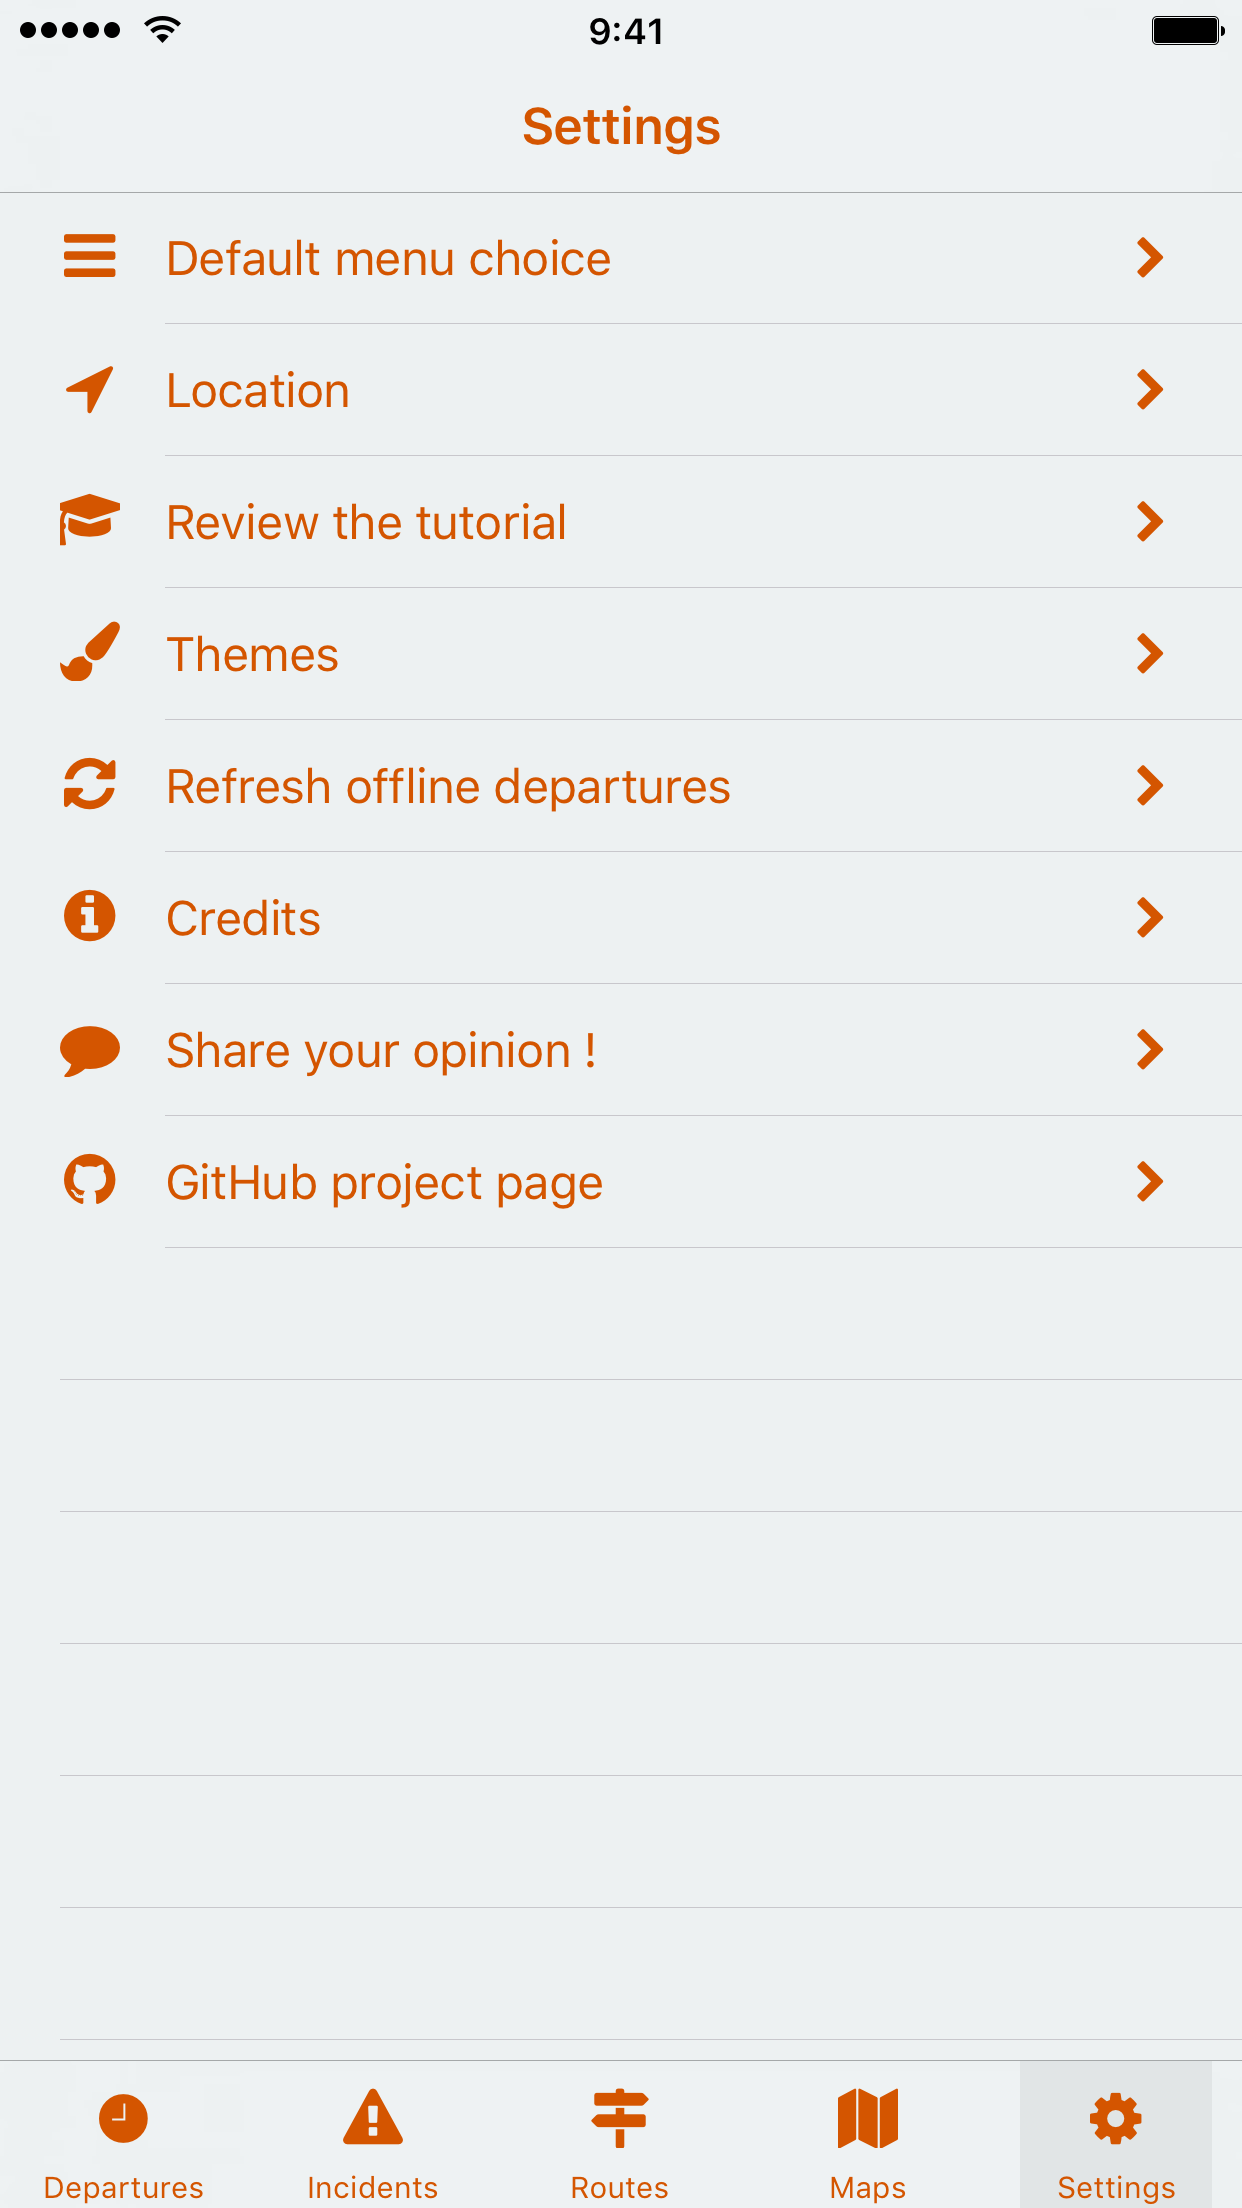 9:41
Settings
Default menu choice
Location
Review the tutorial
Themes
Refresh offline departures
Credits
Share your opinion !
GitHub project page
Departures Incidents Routes Maps Settings